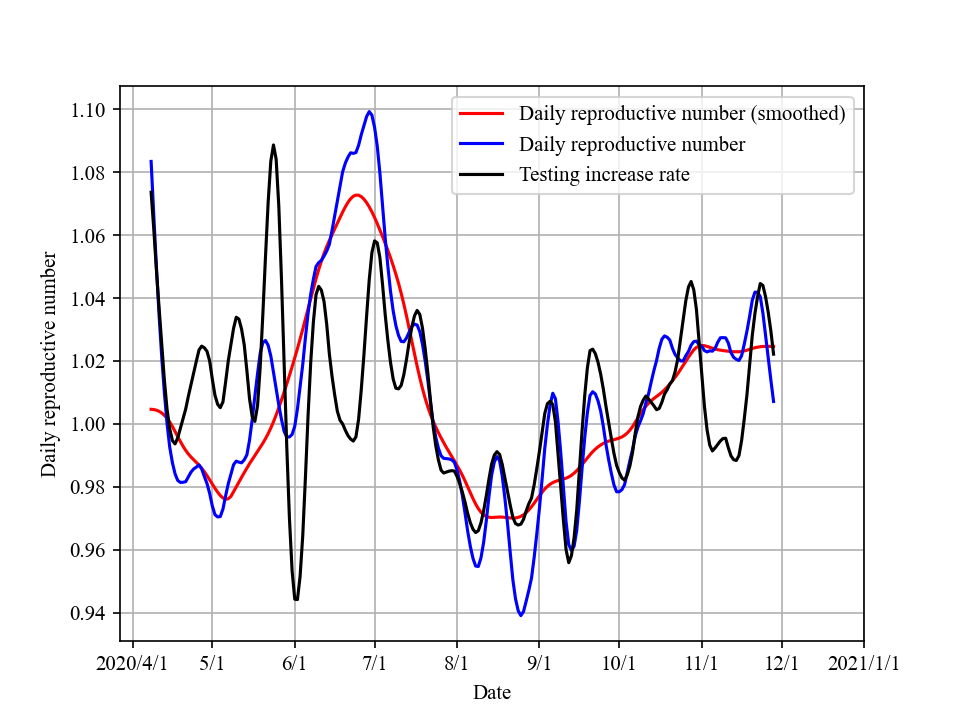 Daily reproductive number (smoothed)
Daily reproductive number
Testing increase rate
1.10
1.08
1.06
1.04
1.02
1.00
0.98
0.96
0.94
Daily reproductive number
2020/4/1 5/1 6/1 7/1 8/1 9/1 10/1 11/1 12/1 2021/1/1
Date